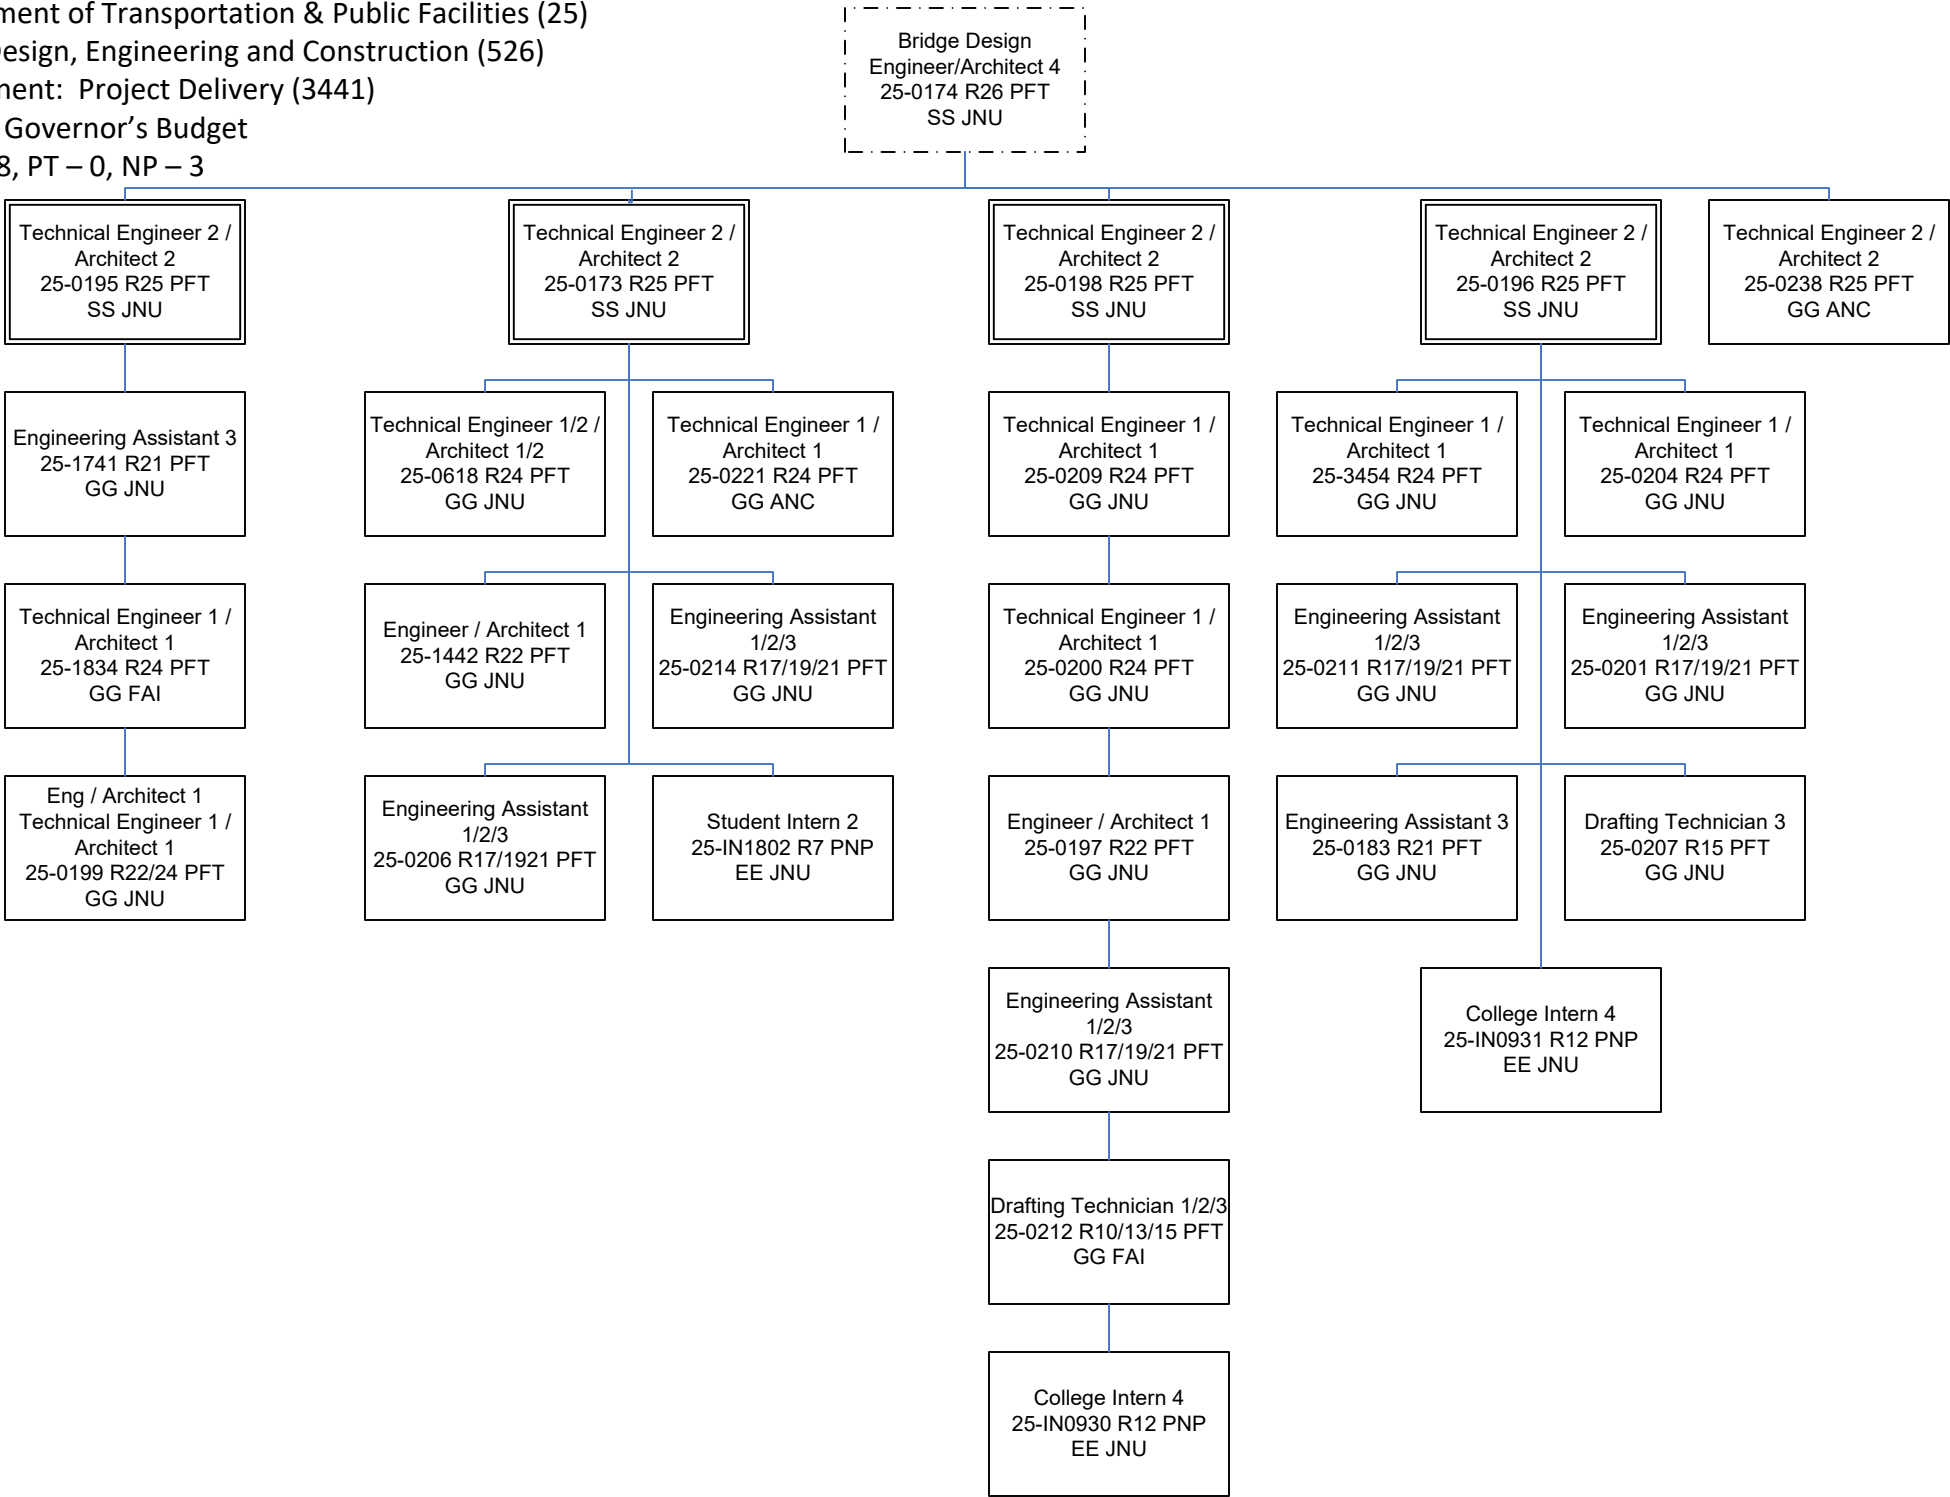 ment of Transportation & Public Facilities (25)
Design, Engineering and Construction (526)
nent: Project Delivery (3441)
Governor’s Budget
8, PT – 0, NP – 3
Bridge Design
Engineer/Architect 4
25-0174 R26 PFT
SS JNU
Technical Engineer 2 /
Architect 2
25-0195 R25 PFT
SS JNU
Technical Engineer 2 /
Architect 2
25-0173 R25 PFT
SS JNU
Technical Engineer 2 /
Architect 2
25-0198 R25 PFT
SS JNU
Technical Engineer 2 /
Architect 2
25-0196 R25 PFT
SS JNU
Technical Engineer 2 /
Architect 2
25-0238 R25 PFT
GG ANC
Engineering Assistant 3
25-1741 R21 PFT
GG JNU
Technical Engineer 1/2 /
Architect 1/2
25-0618 R24 PFT
GG JNU
Technical Engineer 1 /
Architect 1
25-0221 R24 PFT
GG ANC
Technical Engineer 1 /
Architect 1
25-0209 R24 PFT
GG JNU
Technical Engineer 1 /
Architect 1
25-3454 R24 PFT
GG JNU
Technical Engineer 1 /
Architect 1
25-0204 R24 PFT
GG JNU
Technical Engineer 1 /
Architect 1
25-1834 R24 PFT
GG FAI
Engineer / Architect 1
25-1442 R22 PFT
GG JNU
Engineering Assistant
1/2/3
25-0214 R17/19/21 PFT
GG JNU
Technical Engineer 1 /
Architect 1
25-0200 R24 PFT
GG JNU
Engineering Assistant
1/2/3
25-0211 R17/19/21 PFT
GG JNU
Engineering Assistant
1/2/3
25-0201 R17/19/21 PFT
GG JNU
Eng / Architect 1
Technical Engineer 1 /
Architect 1
25-0199 R22/24 PFT
GG JNU
Engineering Assistant
1/2/3
25-0206 R17/1921 PFT
GG JNU
Student Intern 2
25-IN1802 R7 PNP
EE JNU
Engineer / Architect 1
25-0197 R22 PFT
GG JNU
Engineering Assistant 3
25-0183 R21 PFT
GG JNU
Drafting Technician 3
25-0207 R15 PFT
GG JNU
Engineering Assistant
1/2/3
25-0210 R17/19/21 PFT
GG JNU
College Intern 4
25-IN0931 R12 PNP
EE JNU
Drafting Technician 1/2/3
25-0212 R10/13/15 PFT
GG FAI
College Intern 4
25-IN0930 R12 PNP
EE JNU